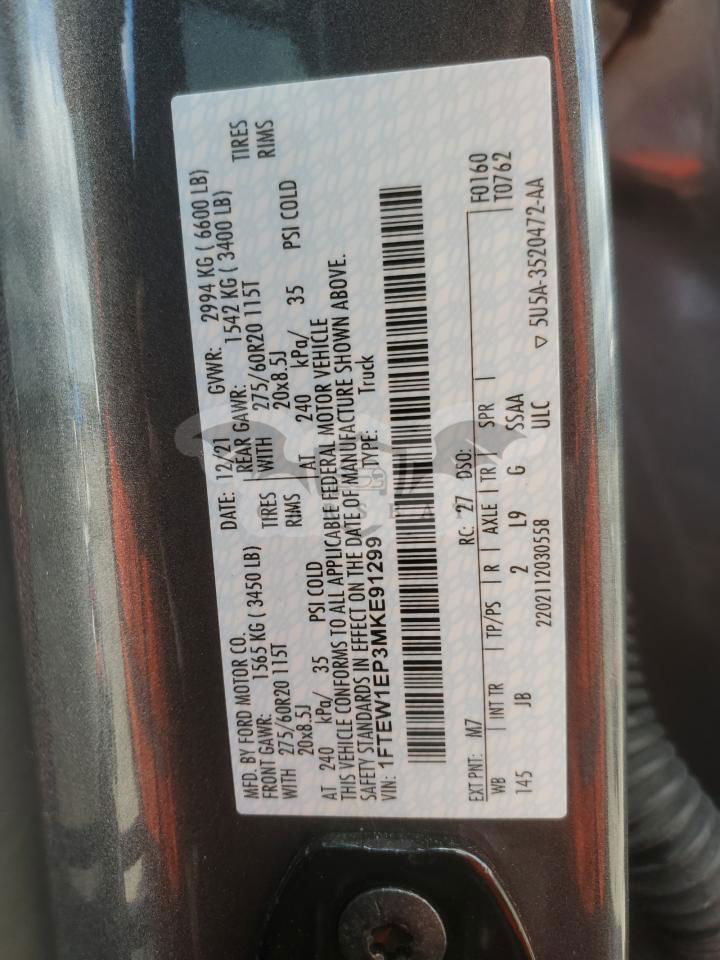 MFD. BY FORD MOTOR CO.
DATE: 12/21 GVWR: 2994 KG ( 6600 LB)
FRONT GAWR: 1565 KG ( 3450 LB) REAR GAWR: 1542 KG ( 3400 LB)
WITH 275/60R20 115T TIRES WITH 275/60R20 115T TIRES
20x8.5J RIMS 20x8.5J RIMS
AT 240 kPa/ 35 PSI COLD AT 240 kPa/ 35 PSI COLD
THIS VEHICLE CONFORMS TO ALL APPLICABLE FEDERAL MOTOR VEHICLE
SAFETY STANDARDS IN EFFECT ON THE DATE OF MANUFACTURE SHOWN ABOVE.
VIN: 1FTEW1EP3MKE91299 TYPE: Truck
EXT PNT: M7 RC: 27 DSO: F0160
WB INT TR TP/PS R AXLE TR SPR T0762
145 JB 2 L9 G SSAA
2202112030558 ULC ▽ 5U5A-3520472-AA